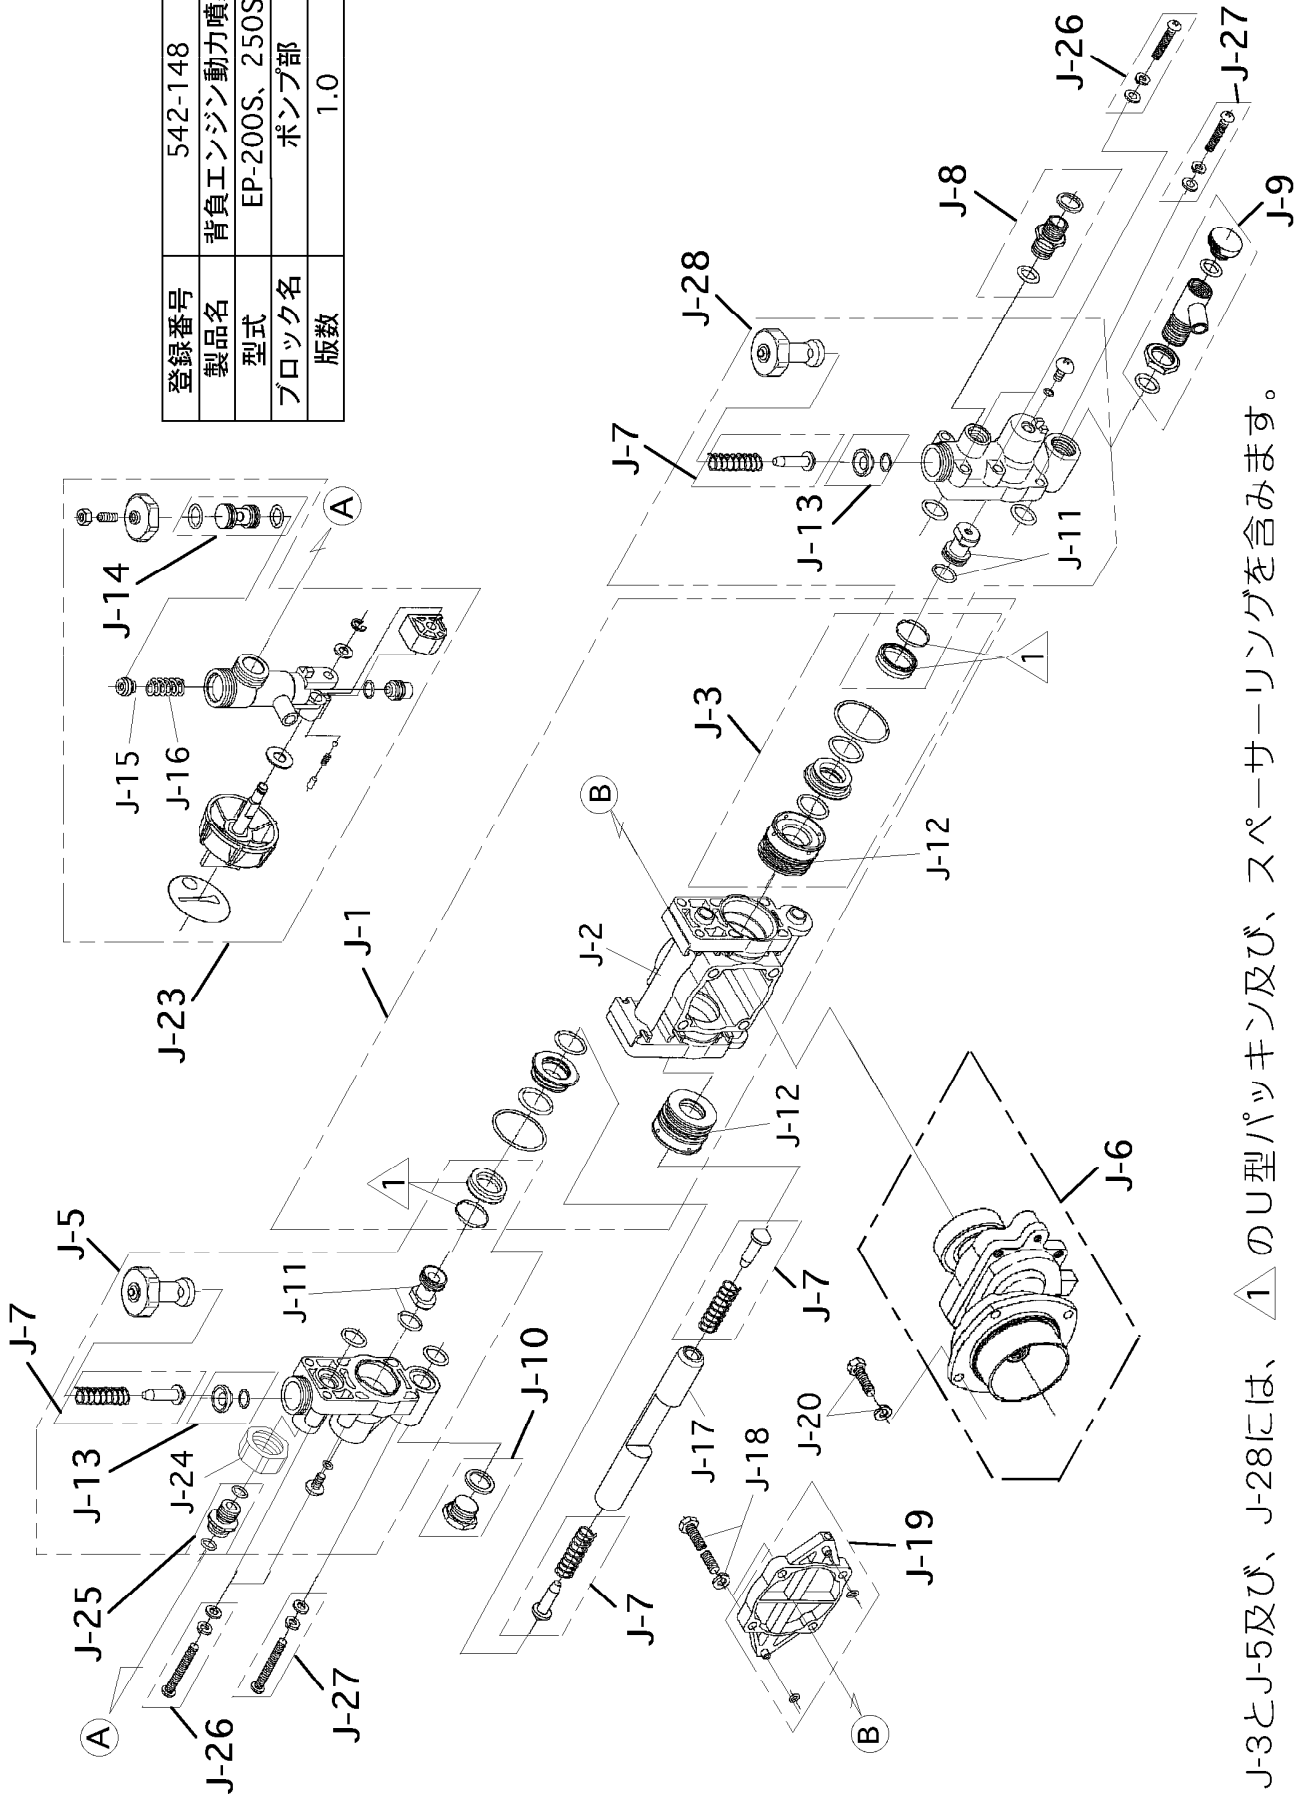 登録番号 542-148
製品名 背負エンジン動力噴
型式 EP-200S、250S
ブロック名 ポンプ部
版数 1.0
J-7
J-5
J-13
J-25
A
J-14
J-15
J-23
J-16
J-24
J-26
J-11
A
J-27
J-1
1
J-10
J-2
B
J-7
J-7
J-28
J-17
J-3
J-18
J-12
J-20
J-7
J-13
B
J-19
J-12
J-8
1
J-11
J-26
J-6
J-27
J-9
J-3とJ-5及び、J-28には、 1 のU型パッキン及び、スペーサーリングを含みます。